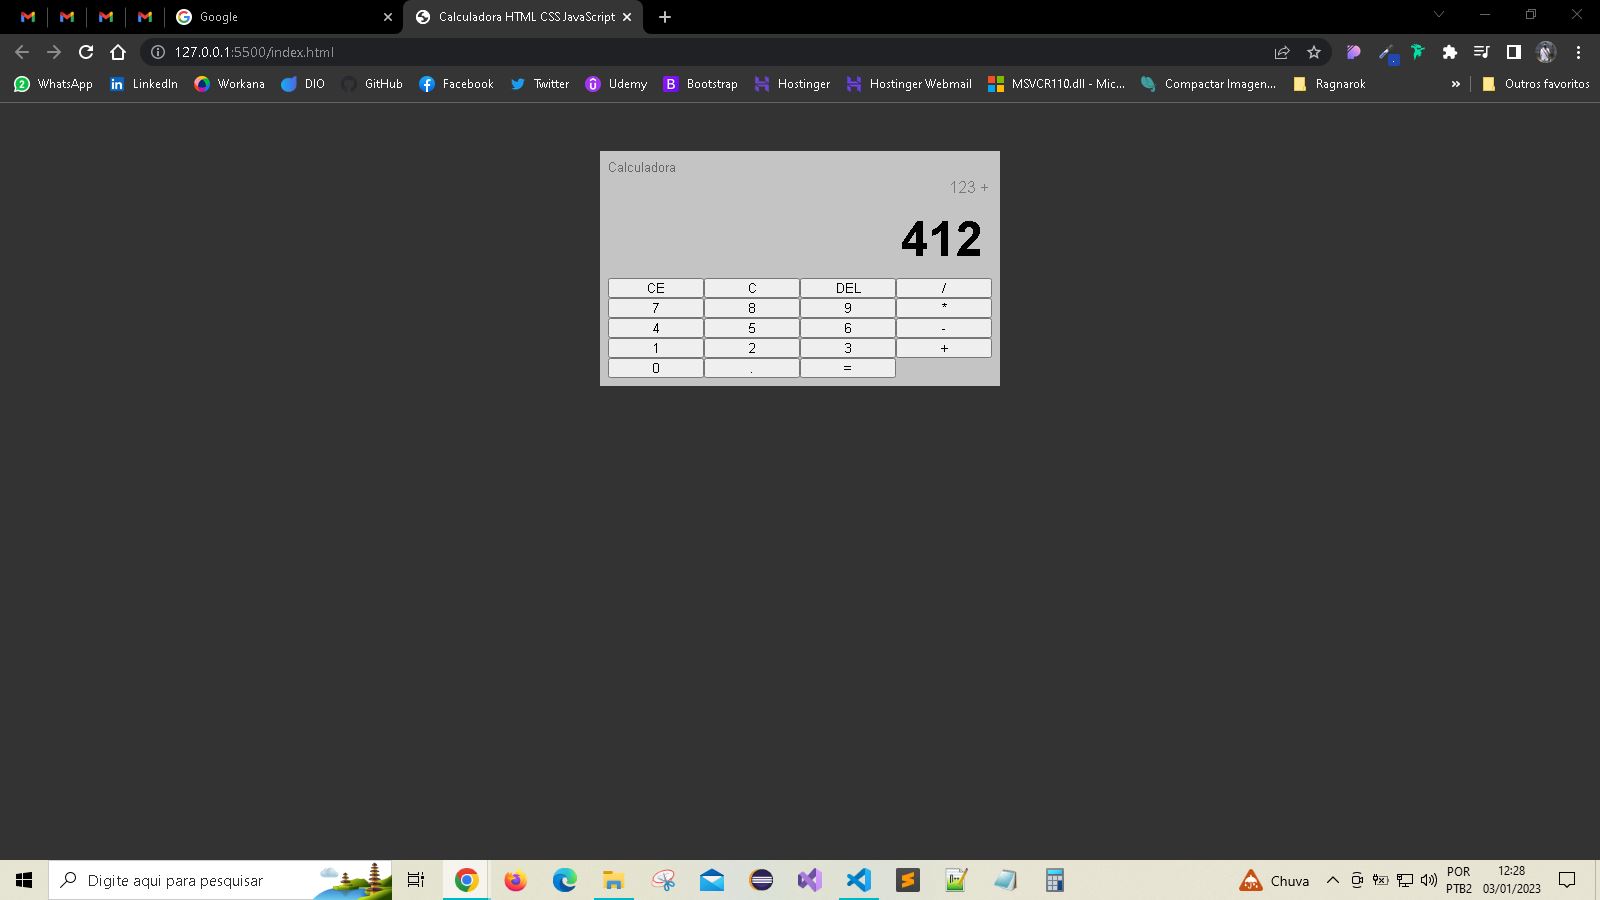 Google
Calculadora HTML CSS JavaScript
127.0.0.1:5500/index.html
WhatsApp LinkedIn Workana DIO GitHub Facebook Twitter Udemy Bootstrap Hostinger Hostinger Webmail MSVCR110.dll - Mic... Compactar Imagen... Ragnarok » Outros favoritos
Calculadora
123 +
412
CE C DEL /
7 8 9 *
4 5 6 -
1 2 3 +
0 . =
Digite aqui para pesquisar
Chuva
POR
PTB2
12:28
03/01/2023